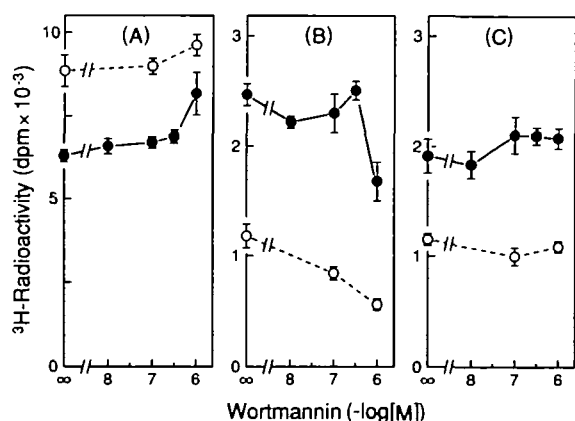 (A) (B) (C)
³H-Radioactivity (dpm × 10⁻³)
10
5
0
3
2
1
0
3
2
1
0
∞ 8 7 6 ∞ 8 7 6 ∞ 8 7 6
Wortmannin (-log[M])